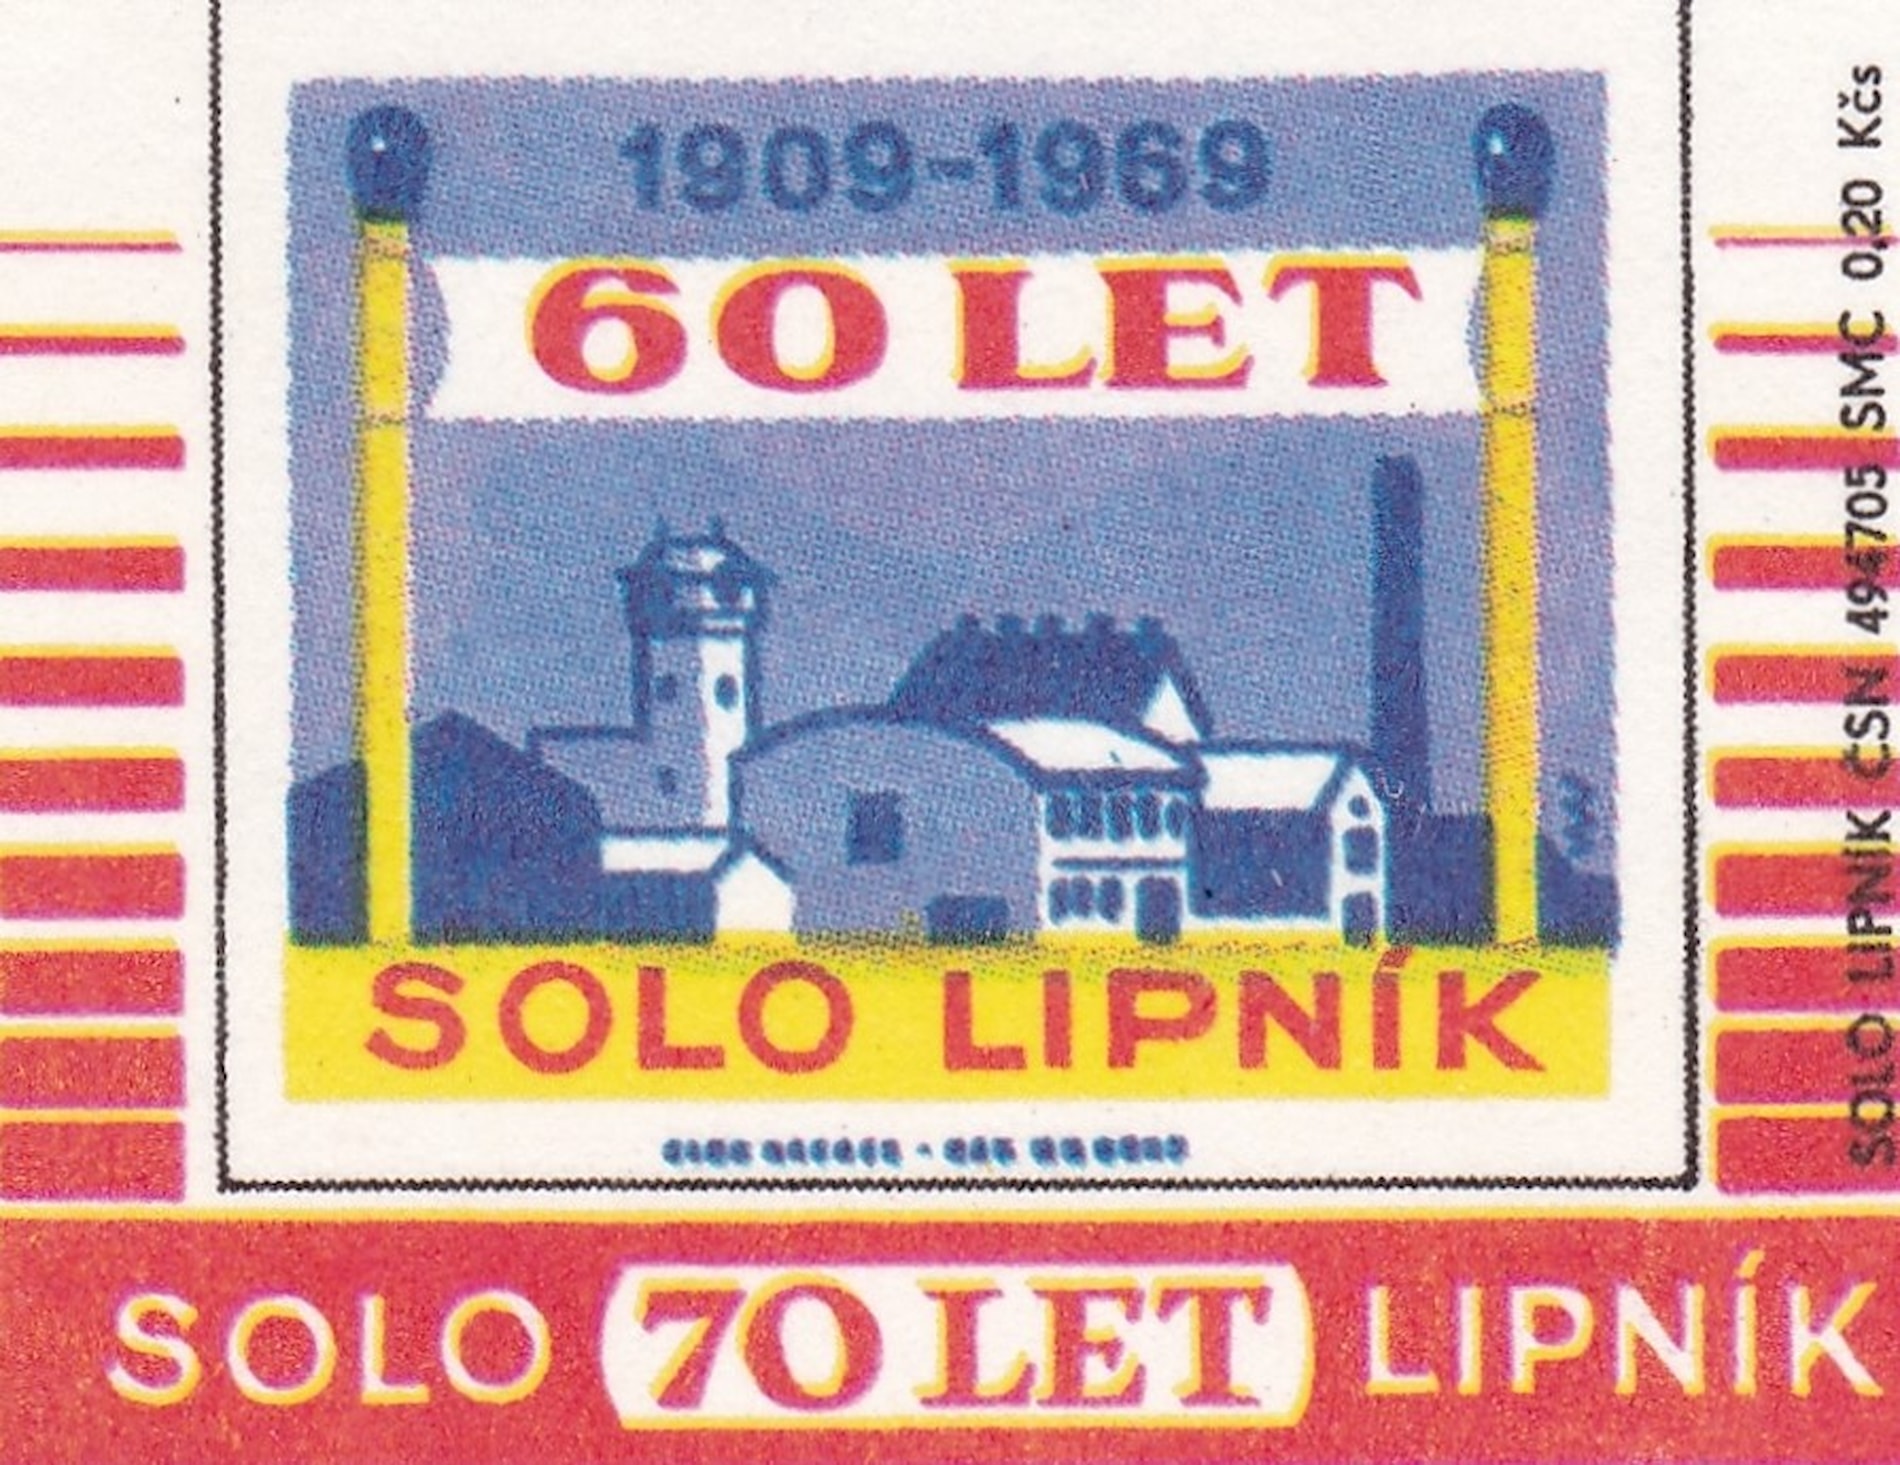 1909-1969
60 LET
SOLO LIPNÍK
SOLO 70 LET LIPNÍK
SOLO LIPNÍK ČSN 494705 SMC 0,20 Kčs